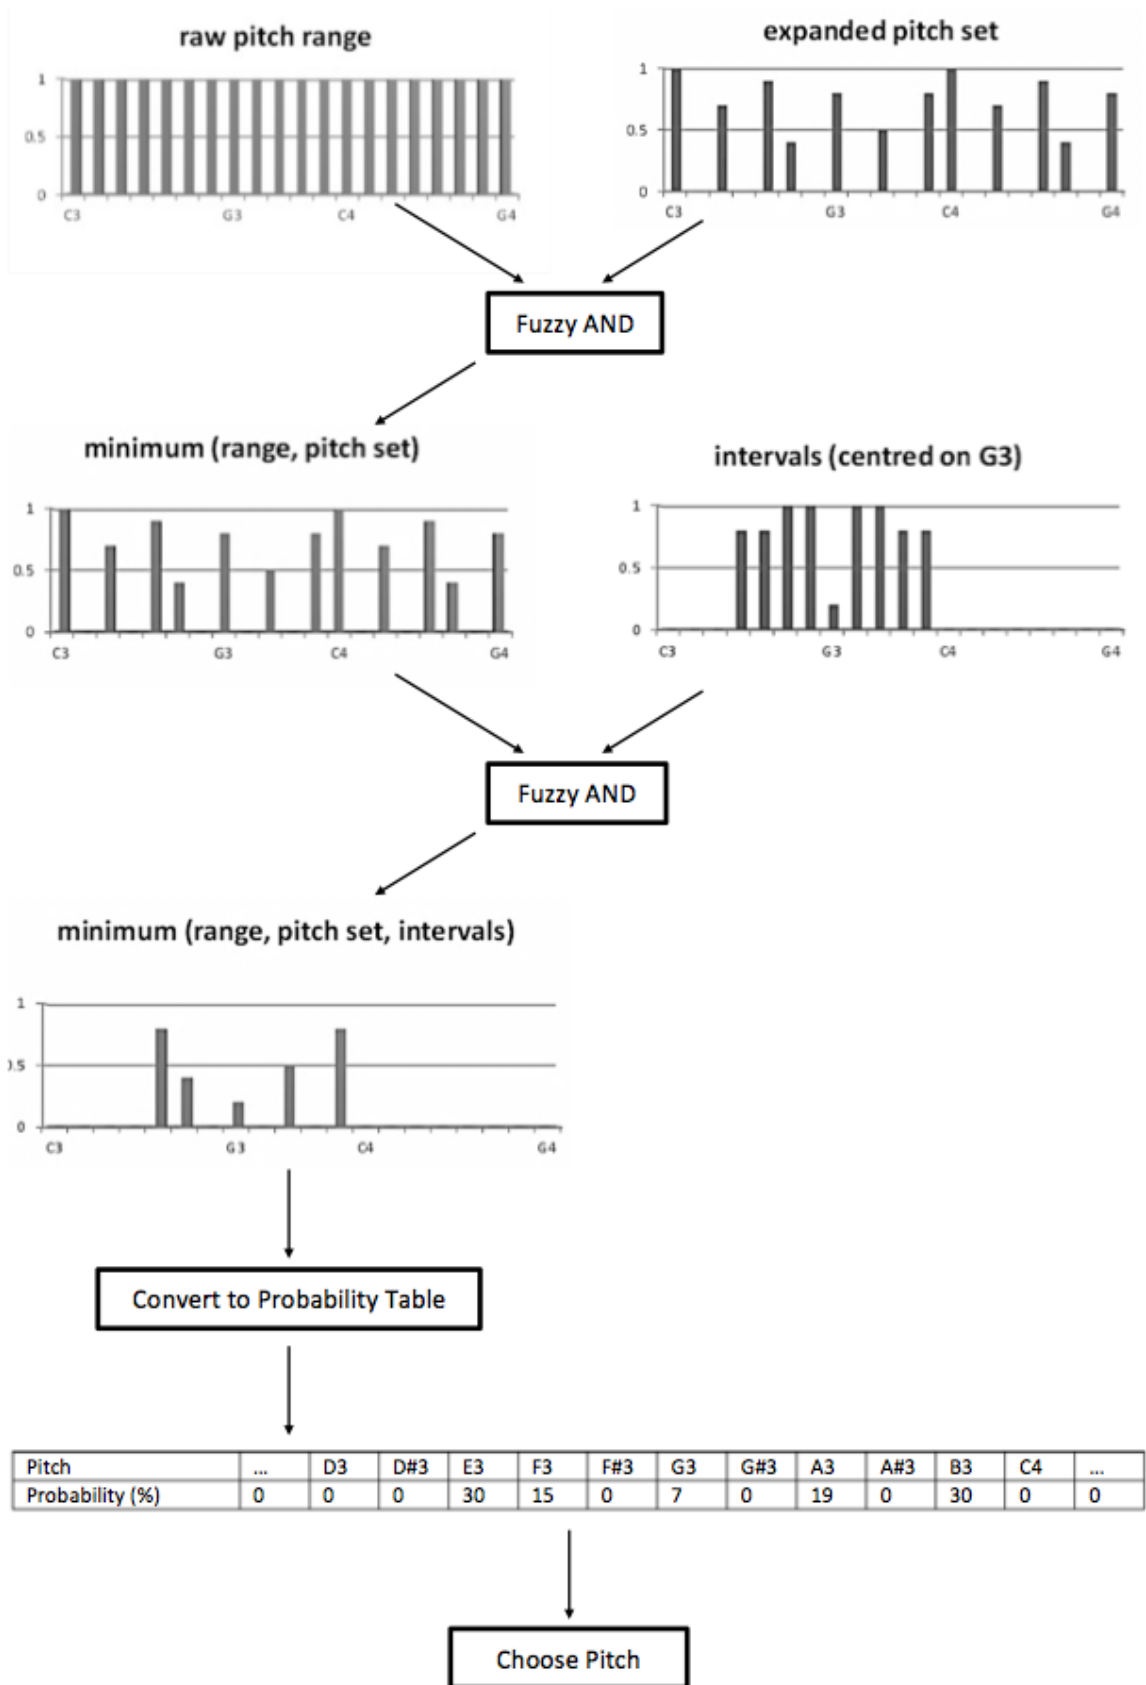 raw pitch range
1
0.5
0
C3 G3 C4 G4
expanded pitch set
1
0.5
0
C3 G3 C4 G4
Fuzzy AND
minimum (range, pitch set)
1
0.5
0
C3 G3 C4 G4
intervals (centred on G3)
1
0.5
0
C3 G3 C4 G4
Fuzzy AND
minimum (range, pitch set, intervals)
1
0.5
0
C3 G3 C4 G4
Convert to Probability Table
Pitch ... D3 D#3 E3 F3 F#3 G3 G#3 A3 A#3 B3 C4 ...
Probability (%) 0 0 0 30 15 0 7 0 19 0 30 0 0
Choose Pitch